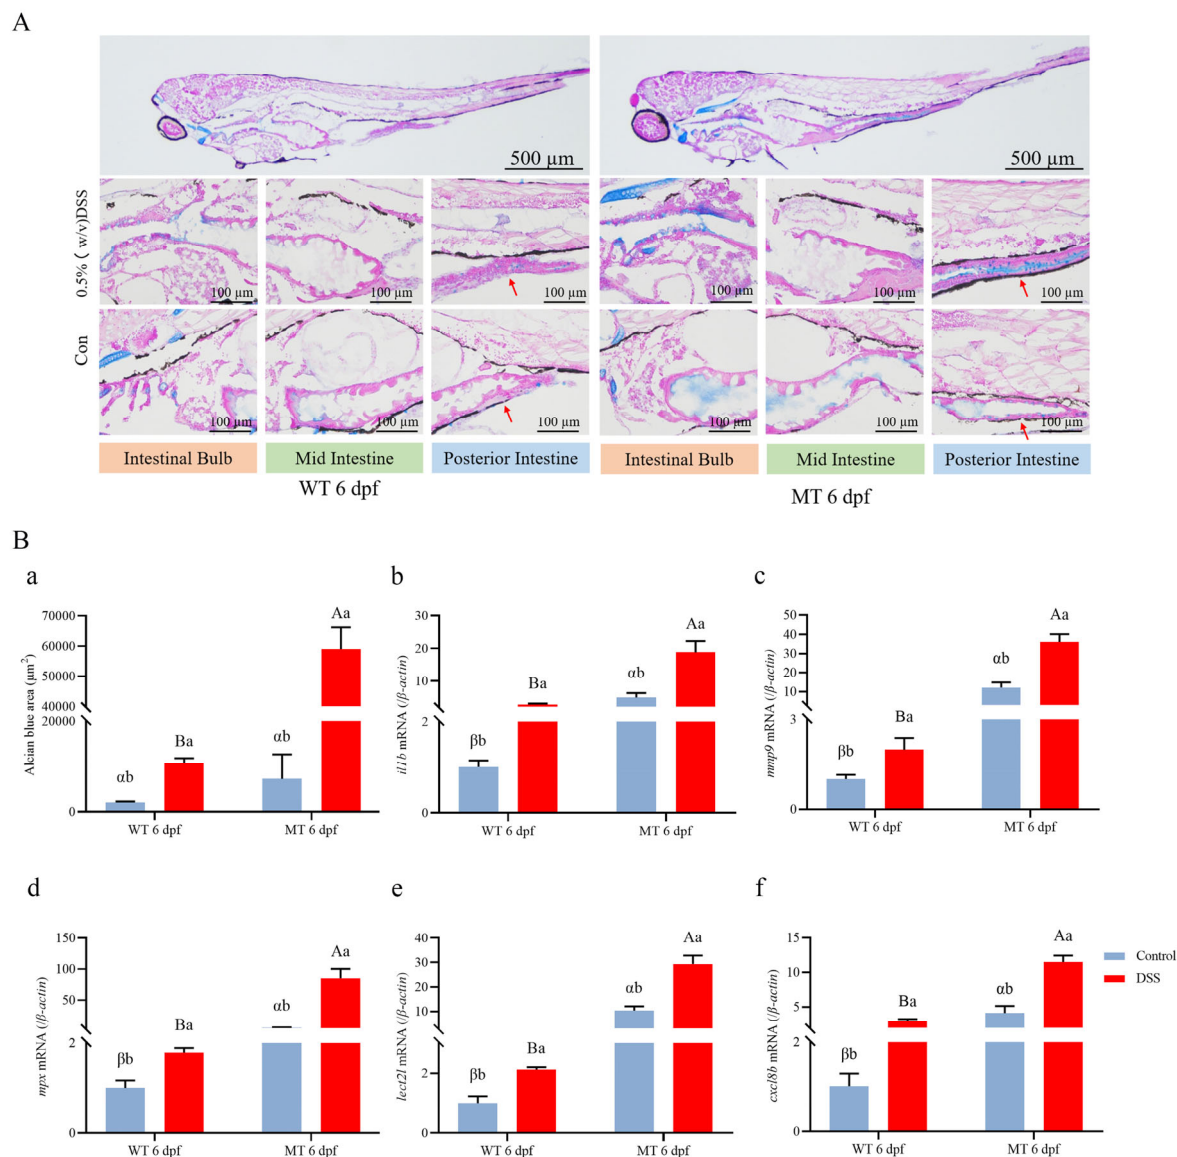 A
500 µm
500 µm
0.5% ( w/v)DSS
100 µm
100 µm
100 µm
100 µm
100 µm
100 µm
Con
100 µm
100 µm
100 µm
100 µm
100 µm
100 µm
Intestinal Bulb
Mid Intestine
Posterior Intestine
Intestinal Bulb
Mid Intestine
Posterior Intestine
WT 6 dpf
MT 6 dpf
B
a
Alcian blue area (µm²)
70000
60000
50000
40000
20000
0
αb
Ba
αb
Aa
WT 6 dpf
MT 6 dpf
b
il1b mRNA (/β-actin)
30
20
10
2
0
βb
Ba
αb
Aa
WT 6 dpf
MT 6 dpf
c
mmp9 mRNA (/β-actin)
50
40
30
20
10
3
0
βb
Ba
αb
Aa
WT 6 dpf
MT 6 dpf
d
mpx mRNA (/β-actin)
150
100
50
2
0
βb
Ba
αb
Aa
WT 6 dpf
MT 6 dpf
e
lect2l mRNA (/β-actin)
40
30
20
10
2
0
βb
Ba
αb
Aa
WT 6 dpf
MT 6 dpf
f
cxcl8b mRNA (/β-actin)
15
10
5
2
0
βb
Ba
αb
Aa
WT 6 dpf
MT 6 dpf
Control
DSS